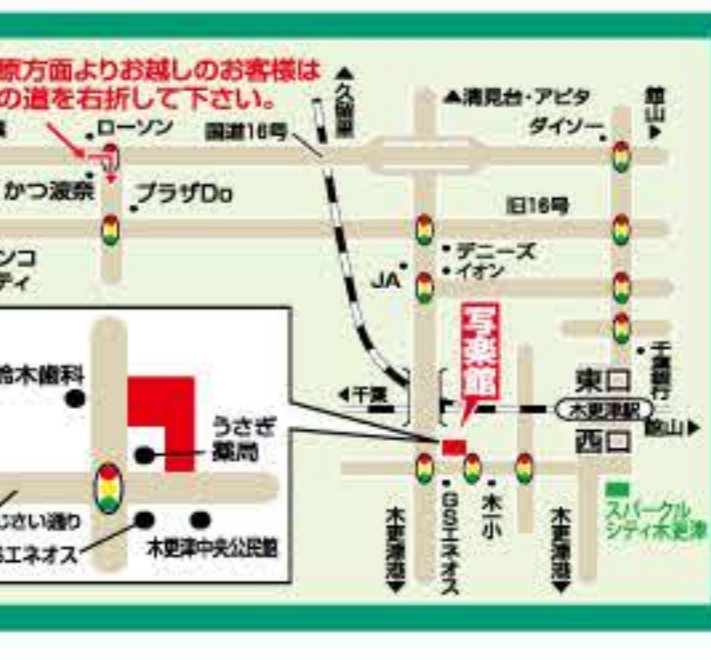 原方面よりお越しのお客様は
の道を右折して下さい。
▲久留里
▲清見台・アピタ
館山▶
ローソン
国道16号
ダイソー
かつ波奈
プラザDo
旧16号
ンコ
ティ
デニーズ
イオン
JA
写楽館
千葉銀行
東口
◀千葉
木更津駅
西口
館山▶
鈴木歯科
うさぎ
薬局
じさい通り
Sエネオス
木更津中央公民館
木更津港▼
GSエネオス
木一小
木更津港▼
スパークル
シティ木更津